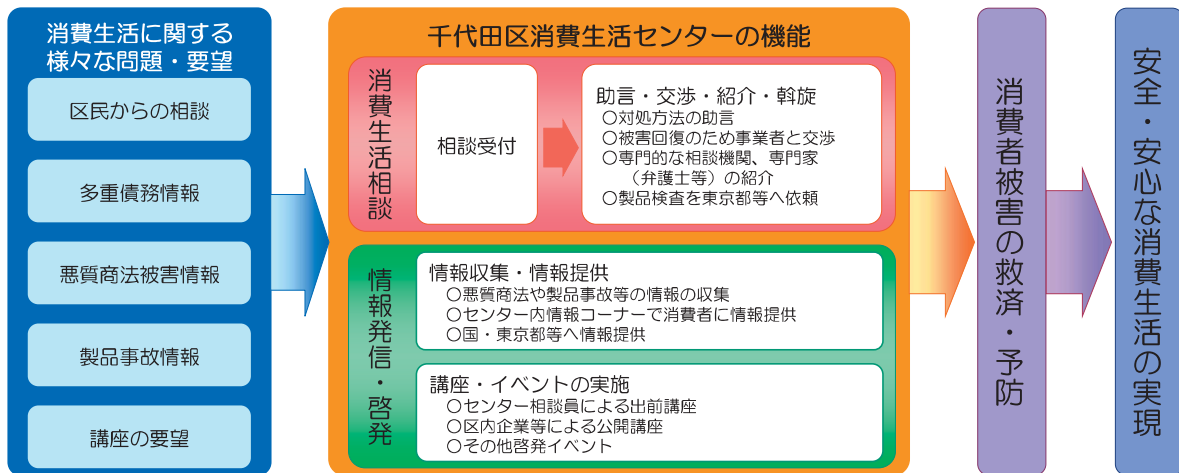 消費生活に関する
様々な問題・要望
区民からの相談
多重債務情報
悪質商法被害情報
製品事故情報
講座の要望
千代田区消費生活センターの機能
消費生活相談
相談受付
助言・交渉・紹介・斡旋
○対処方法の助言
○被害回復のため事業者と交渉
○専門的な相談機関、専門家
（弁護士等）の紹介
○製品検査を東京都等へ依頼
情報発信・啓発
情報収集・情報提供
○悪質商法や製品事故等の情報の収集
○センター内情報コーナーで消費者に情報提供
○国・東京都等へ情報提供
講座・イベントの実施
○センター相談員による出前講座
○区内企業等による公開講座
○その他啓発イベント
消費者被害の救済・予防
安全・安心な消費生活の実現